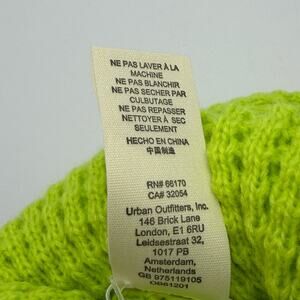 NE PAS LAVER À LA
MACHINE
NE PAS BLANCHIR
NE PAS SECHER PAR
CULBUTAGE
NE PAS REPASSER
NETTOYER À SEC
SEULEMENT
HECHO EN CHINA
中国制造
RN# 66170
CA# 32054
Urban Outfitters, Inc.
146 Brick Lane
London, E1 6RU
Leidsestraat 32,
1017 PB
Amsterdam,
Netherlands
GB 975119105
OB61201